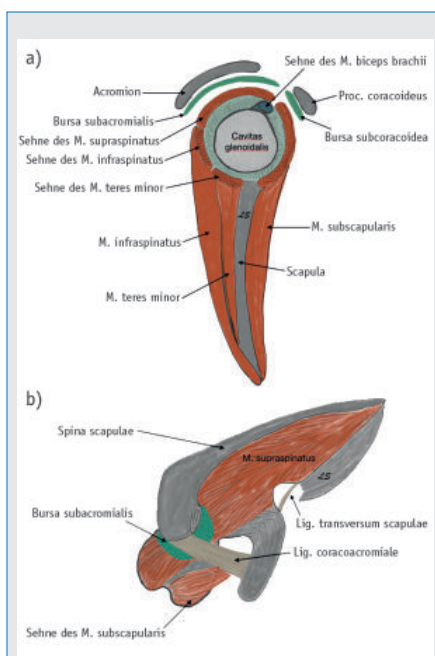 a)
Sehne des M. biceps brachii
Acromion
Proc. coracoideus
Bursa subacromialis
Bursa subcoracoidea
Sehne des M. supraspinatus
Cavitas
glenoidalis
Sehne des M. infraspinatus
Sehne des M. teres minor
LS
M. subscapularis
M. infraspinatus
Scapula
M. teres minor
b)
Spina scapulae
M. supraspinatus
LS
Lig. transversum scapulae
Bursa subacromialis
Lig. coracoacromiale
Sehne des M. subscapularis